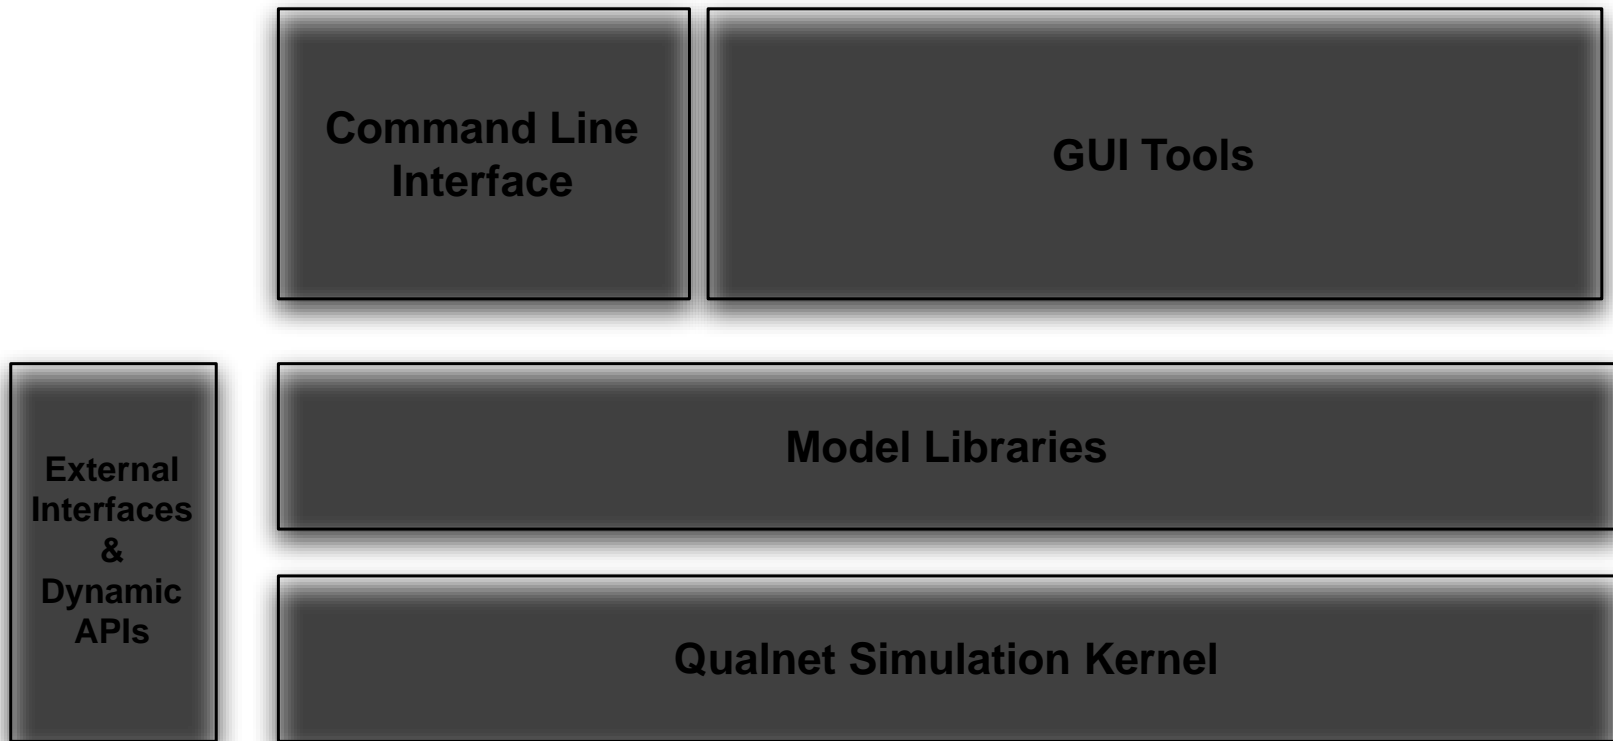 Command Line
Interface
GUI Tools
Model Libraries
External
Interfaces
&
Dynamic
APIs
Qualnet Simulation Kernel